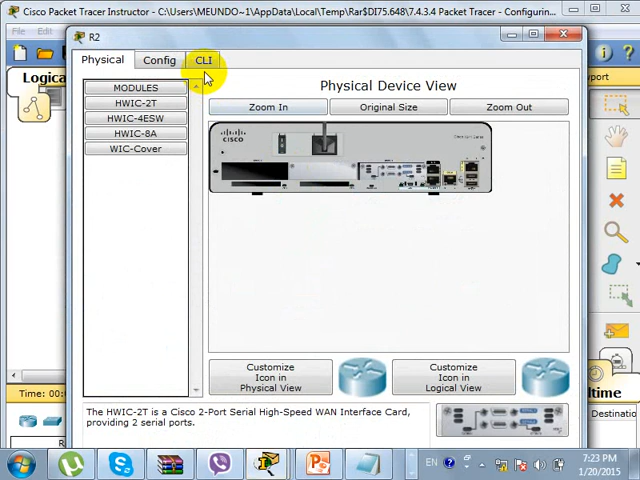 Cisco Packet Tracer Instructor - C:\Users\MEUNDO~1\AppData\Local\Temp\Rar$DI75.648\7.4.3.4 Packet Tracer - Configurin...
File Edit
R2
Logical
Physical
Config
CLI
MODULES
HWIC-2T
HWIC-4ESW
HWIC-8A
WIC-Cover
Physical Device View
Zoom In
Original Size
Zoom Out
CISCO
Customize
Icon in
Physical View
Customize
Icon in
Logical View
The HWIC-2T is a Cisco 2-Port Serial High-Speed WAN Interface Card,
providing 2 serial ports.
Time: 00:
EN
7:23 PM
1/20/2015